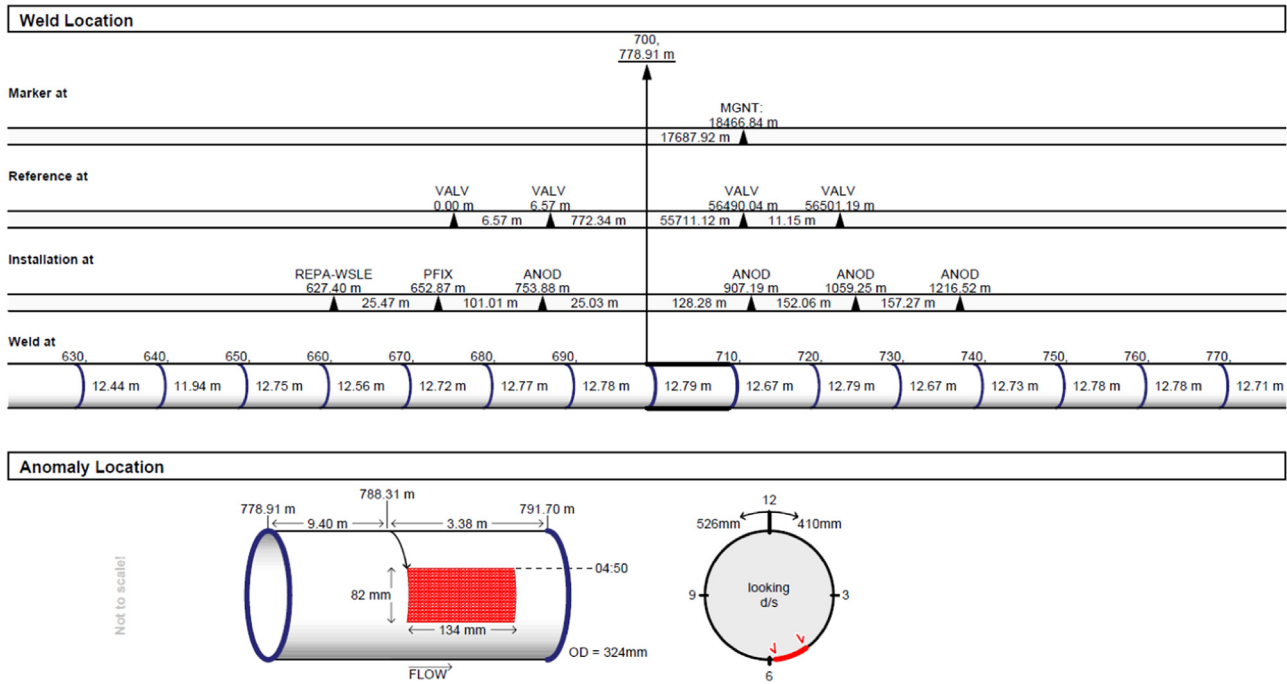 Weld Location
700,
778.91 m
Marker at
MGNT:
18466.84 m
17687.92 m
Reference at
VALV VALV VALV VALV
0.00 m 6.57 m 56490.04 m 56501.19 m
6.57 m 772.34 m 55711.12 m 11.15 m
Installation at
REPA-WSLE PFIX ANOD ANOD ANOD ANOD
627.40 m 652.87 m 753.88 m 907.19 m 1059.25 m 1216.52 m
25.47 m 101.01 m 25.03 m 128.28 m 152.06 m 157.27 m
Weld at
630, 640, 650, 660, 670, 680, 690, 710, 720, 730, 740, 750, 760, 770,
12.44 m 11.94 m 12.75 m 12.56 m 12.72 m 12.77 m 12.78 m 12.79 m 12.67 m 12.79 m 12.67 m 12.73 m 12.78 m 12.78 m 12.71 m
Anomaly Location
788.31 m
778.91 m 791.70 m
9.40 m 3.38 m
12
526mm 410mm
Not to scale!
04:50
82 mm
134 mm
OD = 324mm
FLOW
looking
d/s
9 3
6